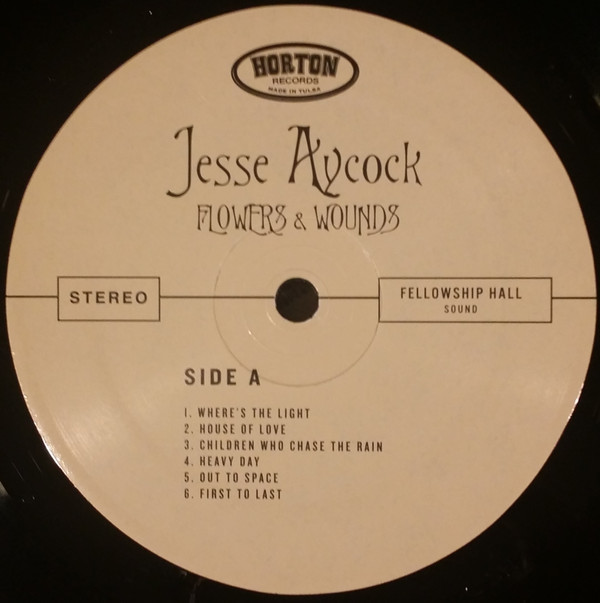 HORTON
RECORDS
MADE IN TULSA
Jesse Aycock
FLOWERS & WOUNDS
STEREO
FELLOWSHIP HALL
SOUND
SIDE A
1. WHERE'S THE LIGHT
2. HOUSE OF LOVE
3. CHILDREN WHO CHASE THE RAIN
4. HEAVY DAY
5. OUT TO SPACE
6. FIRST TO LAST